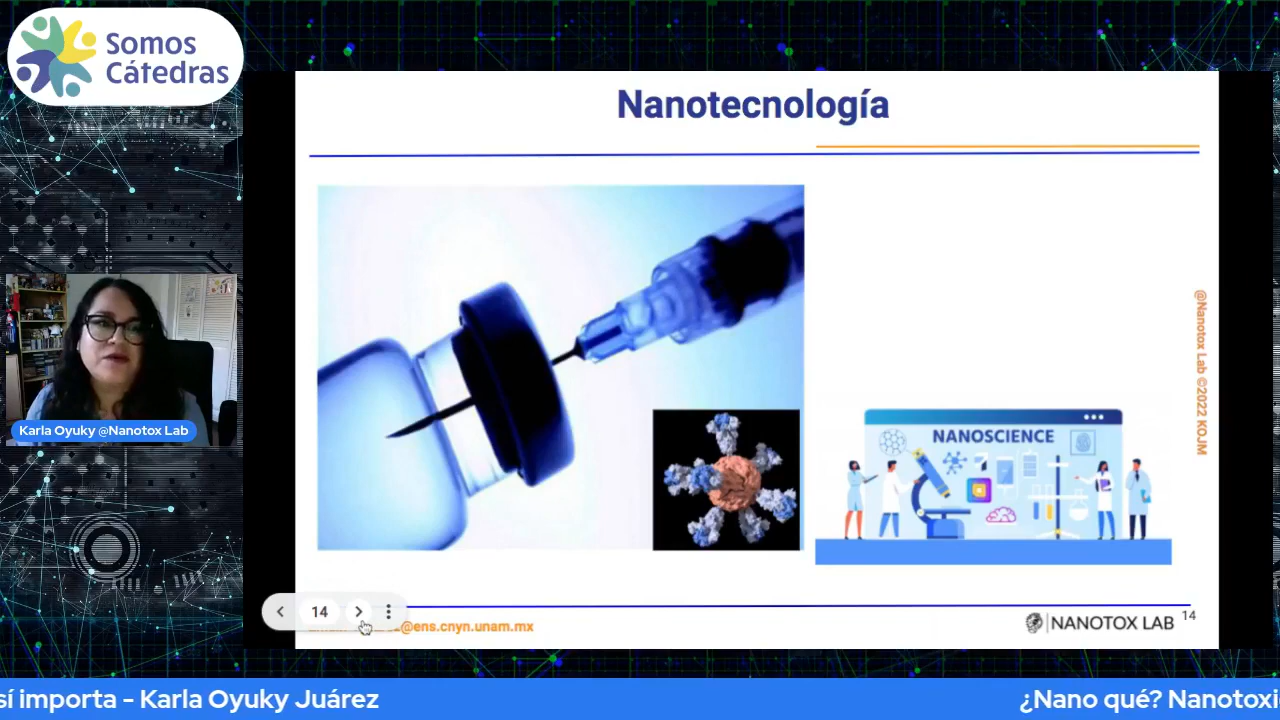 Somos
Cátedras
Nanotecnología
NANOSCIENCE
@Nanotox Lab ©2022 KOJM
Karla Oyuky @Nanotox Lab
14
@ens.cnyn.unam.mx
NANOTOX LAB
14
sí importa - Karla Oyuky Juárez
¿Nano qué? Nanotoxi